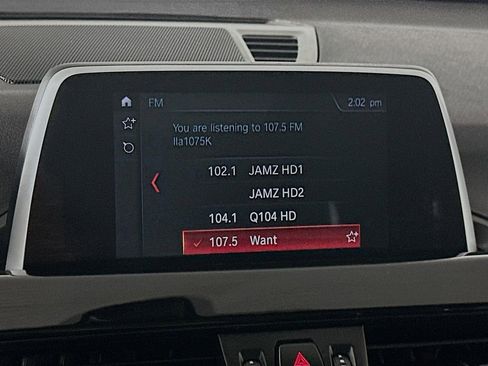 FM
2:02 pm
You are listening to 107.5 FM
lla1075K
102.1 JAMZ HD1
JAMZ HD2
104.1 Q104 HD
107.5 Want